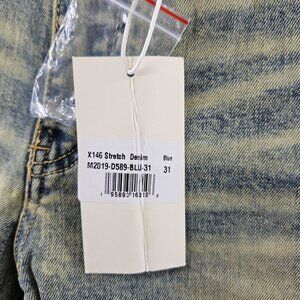 X146 Stretch Denim Blue
M2019-D589-BLU-31 31